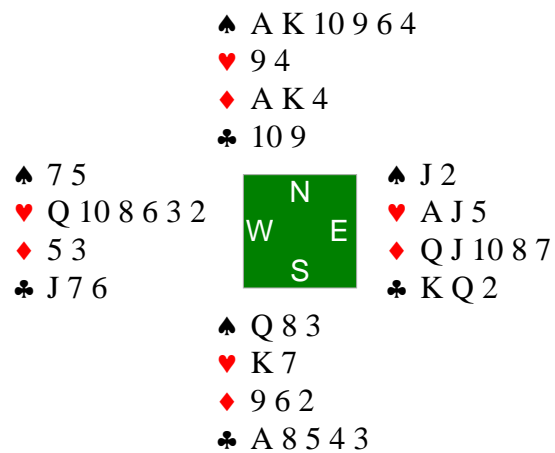 ♠ A K 10 9 6 4
♥ 9 4
♦ A K 4
♣ 10 9
♠ 7 5
♥ Q 10 8 6 3 2
♦ 5 3
♣ J 7 6
N
W E
S
♠ J 2
♥ A J 5
♦ Q J 10 8 7
♣ K Q 2
♠ Q 8 3
♥ K 7
♦ 9 6 2
♣ A 8 5 4 3